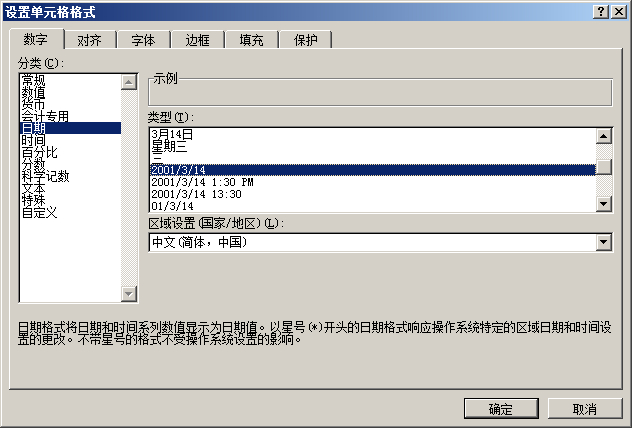 设置单元格格式
数字 对齐 字体 边框 填充 保护
分类(C):
常规
数值
货币
会计专用
日期
时间
百分比
分数
科学记数
文本
特殊
自定义
示例
类型(T):
3月14日
星期三
二
2001/3/14
2001/3/14 1:30 PM
2001/3/14 13:30
01/3/14
区域设置(国家/地区)(L):
中文(简体，中国)
日期格式将日期和时间系列数值显示为日期值。以星号(*)开头的日期格式响应操作系统特定的区域日期和时间设
置的更改。不带星号的格式不受操作系统设置的影响。
确定 取消